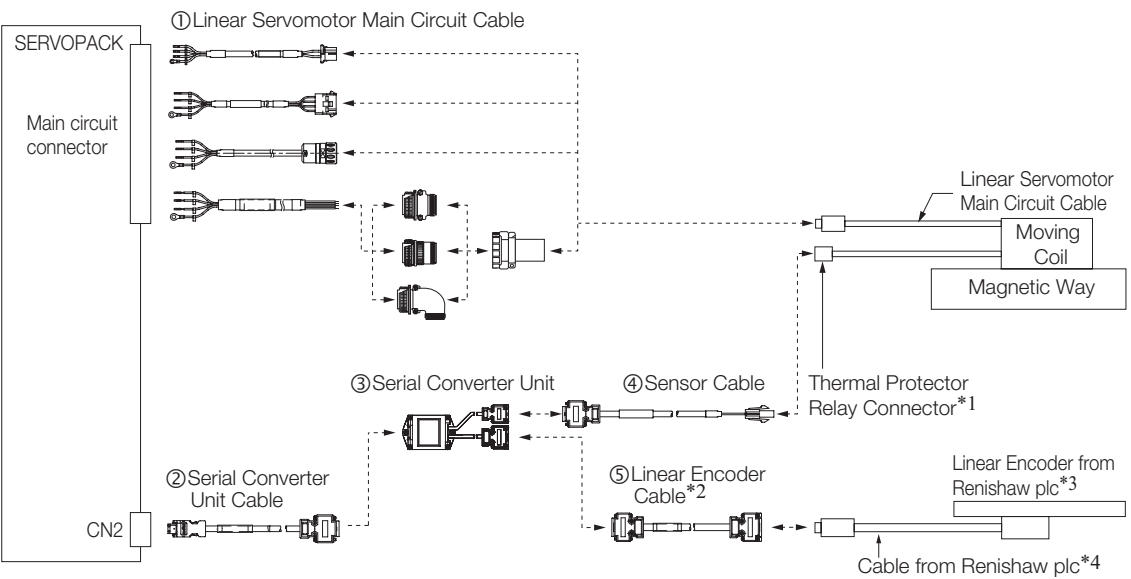 ①Linear Servomotor Main Circuit Cable
SERVOPACK
Main circuit
connector
Linear Servomotor
Main Circuit Cable
Moving
Coil
Magnetic Way
③Serial Converter Unit
④Sensor Cable
Thermal Protector
Relay Connector*1
②Serial Converter
Unit Cable
⑤Linear Encoder
Cable*2
Linear Encoder from
Renishaw plc*3
CN2
Cable from Renishaw plc*4